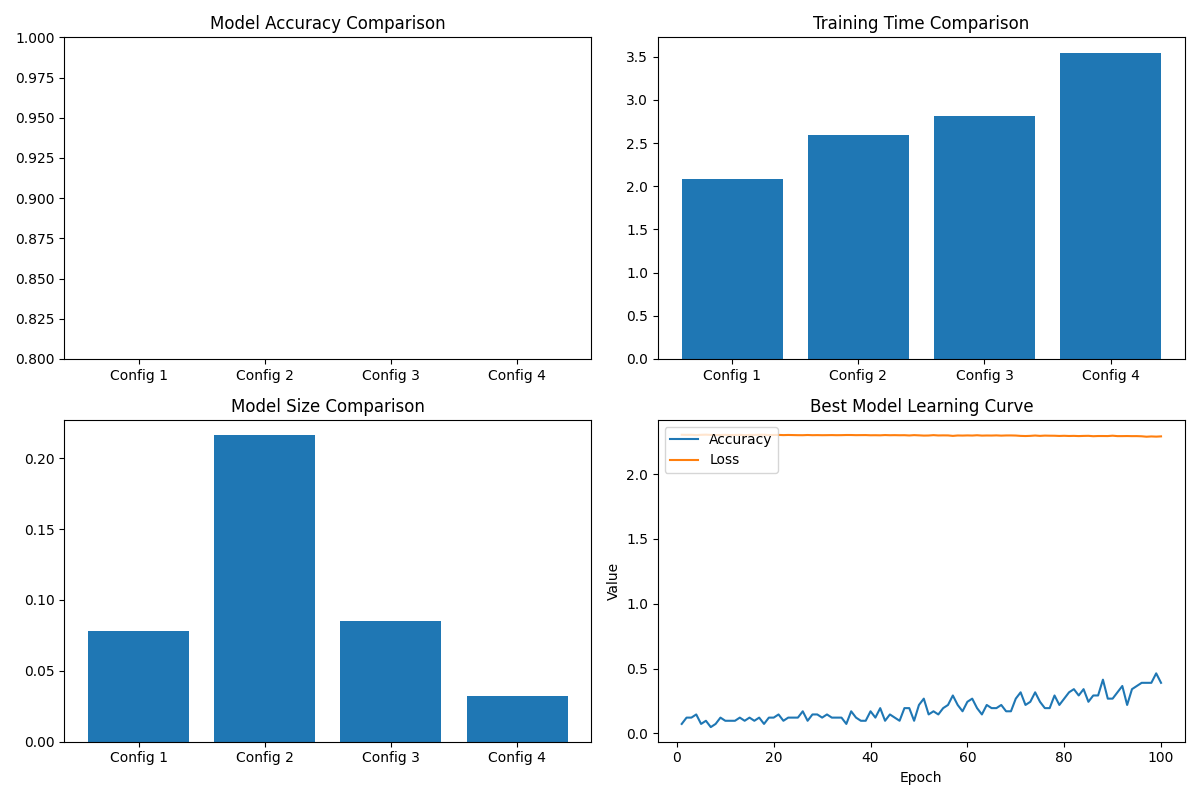 Model Accuracy Comparison
1.000
0.975
0.950
0.925
0.900
0.875
0.850
0.825
0.800
Config 1 Config 2 Config 3 Config 4
Training Time Comparison
3.5
3.0
2.5
2.0
1.5
1.0
0.5
0.0
Config 1 Config 2 Config 3 Config 4
Model Size Comparison
0.20
0.15
0.10
0.05
0.00
Config 1 Config 2 Config 3 Config 4
Best Model Learning Curve
Accuracy
Loss
Value
2.0
1.5
1.0
0.5
0.0
0 20 40 60 80 100
Epoch